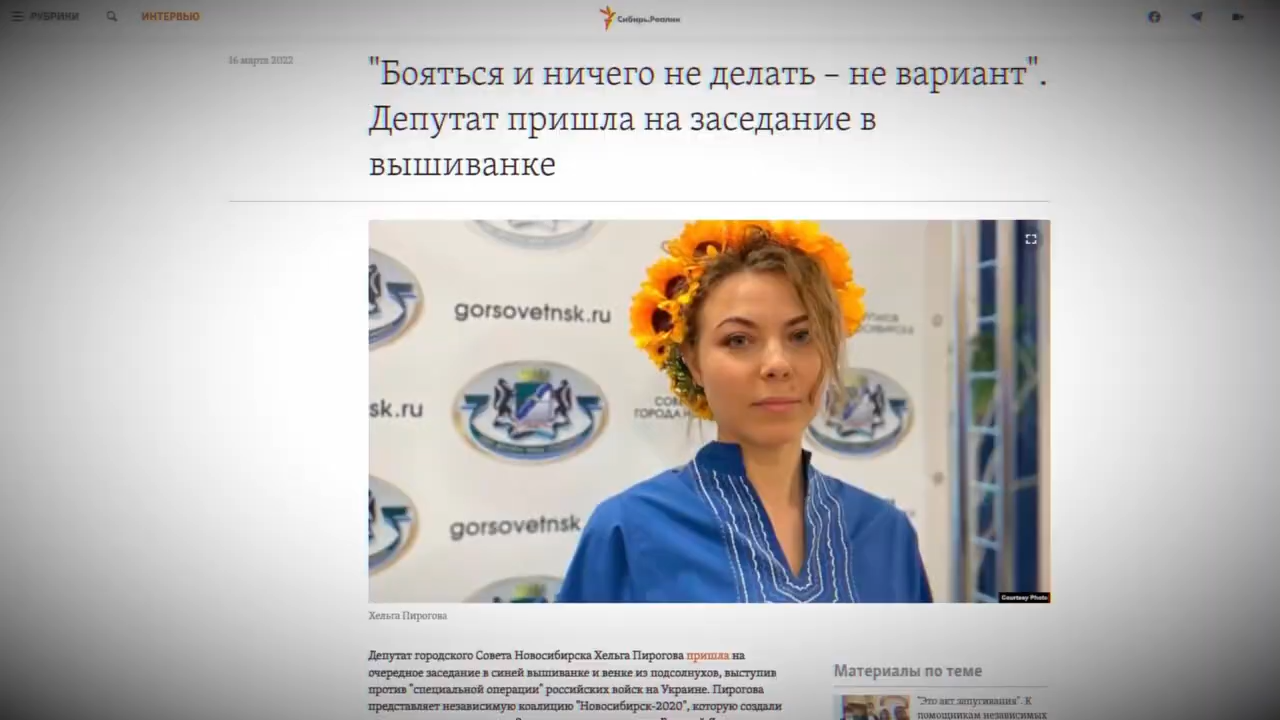 РУБРИКИ
ИНТЕРВЬЮ
Сибирь.Реалии
16 марта 2022
"Бояться и ничего не делать – не вариант".
Депутат пришла на заседание в
вышиванке
gorsovetnsk.ru
sk.ru
СОВ
ГОРОДА Н
gorsovetnsk
Courtesy Photo
Хельга Пирогова
Депутат городского Совета Новосибирска Хельга Пирогова пришла на
очередное заседание в синей вышиванке и венке из подсолнухов, выступив
против "специальной операции" российских войск на Украине. Пирогова
представляет независимую коалицию "Новосибирск-2020", которую создали
Материалы по теме
"Это акт запугивания". К
помощникам независимых